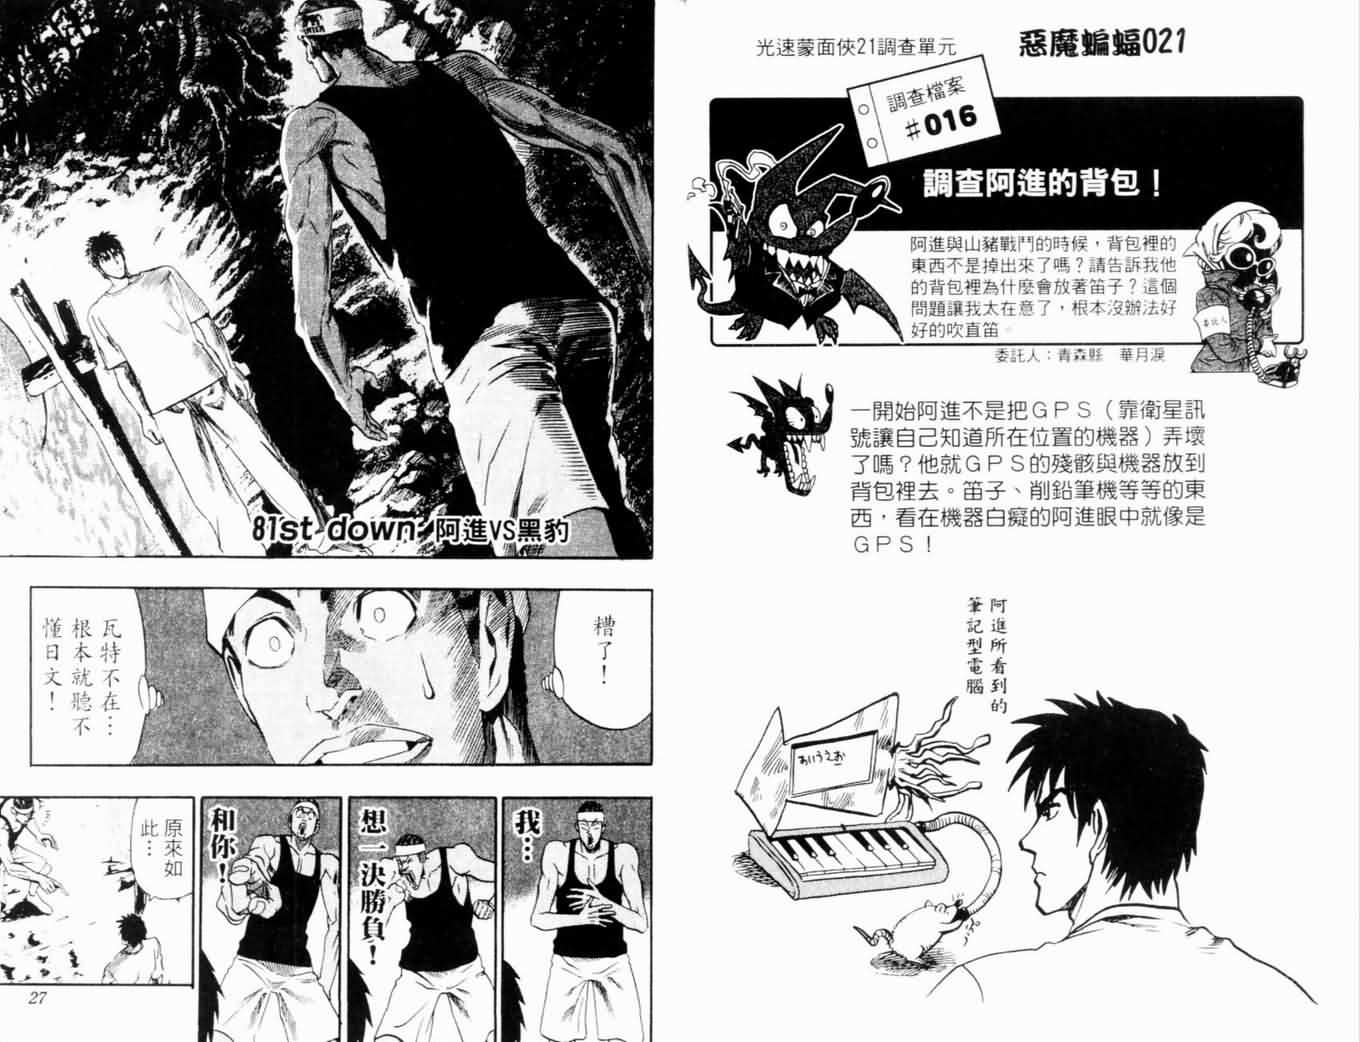 光速蒙面俠21調查單元
惡魔蝙蝠021
調查檔案
#016
調查阿進的背包！
阿進與山豬戰鬥的時候，背包裡的
東西不是掉出來了嗎？請告訴我他
的背包裡為什麼會放著笛子？這個
問題讓我太在意了，根本沒辦法好
好的吹直笛。
委託人：青森縣　華月淚
委託人
一開始阿進不是把ＧＰＳ（靠衛星訊
號讓自己知道所在位置的機器）弄壞
了嗎？他就ＧＰＳ的殘骸與機器放到
背包裡去。笛子、削鉛筆機等等的東
西，看在機器白癡的阿進眼中就像是
ＧＰＳ！
阿進所看到的
筆記型電腦
あいうえお
81st down 阿進VS黑豹
糟了！
瓦特不在…
根本就聽不
懂日文！
我…
想一決勝負！
和你！
原來如
此…
27